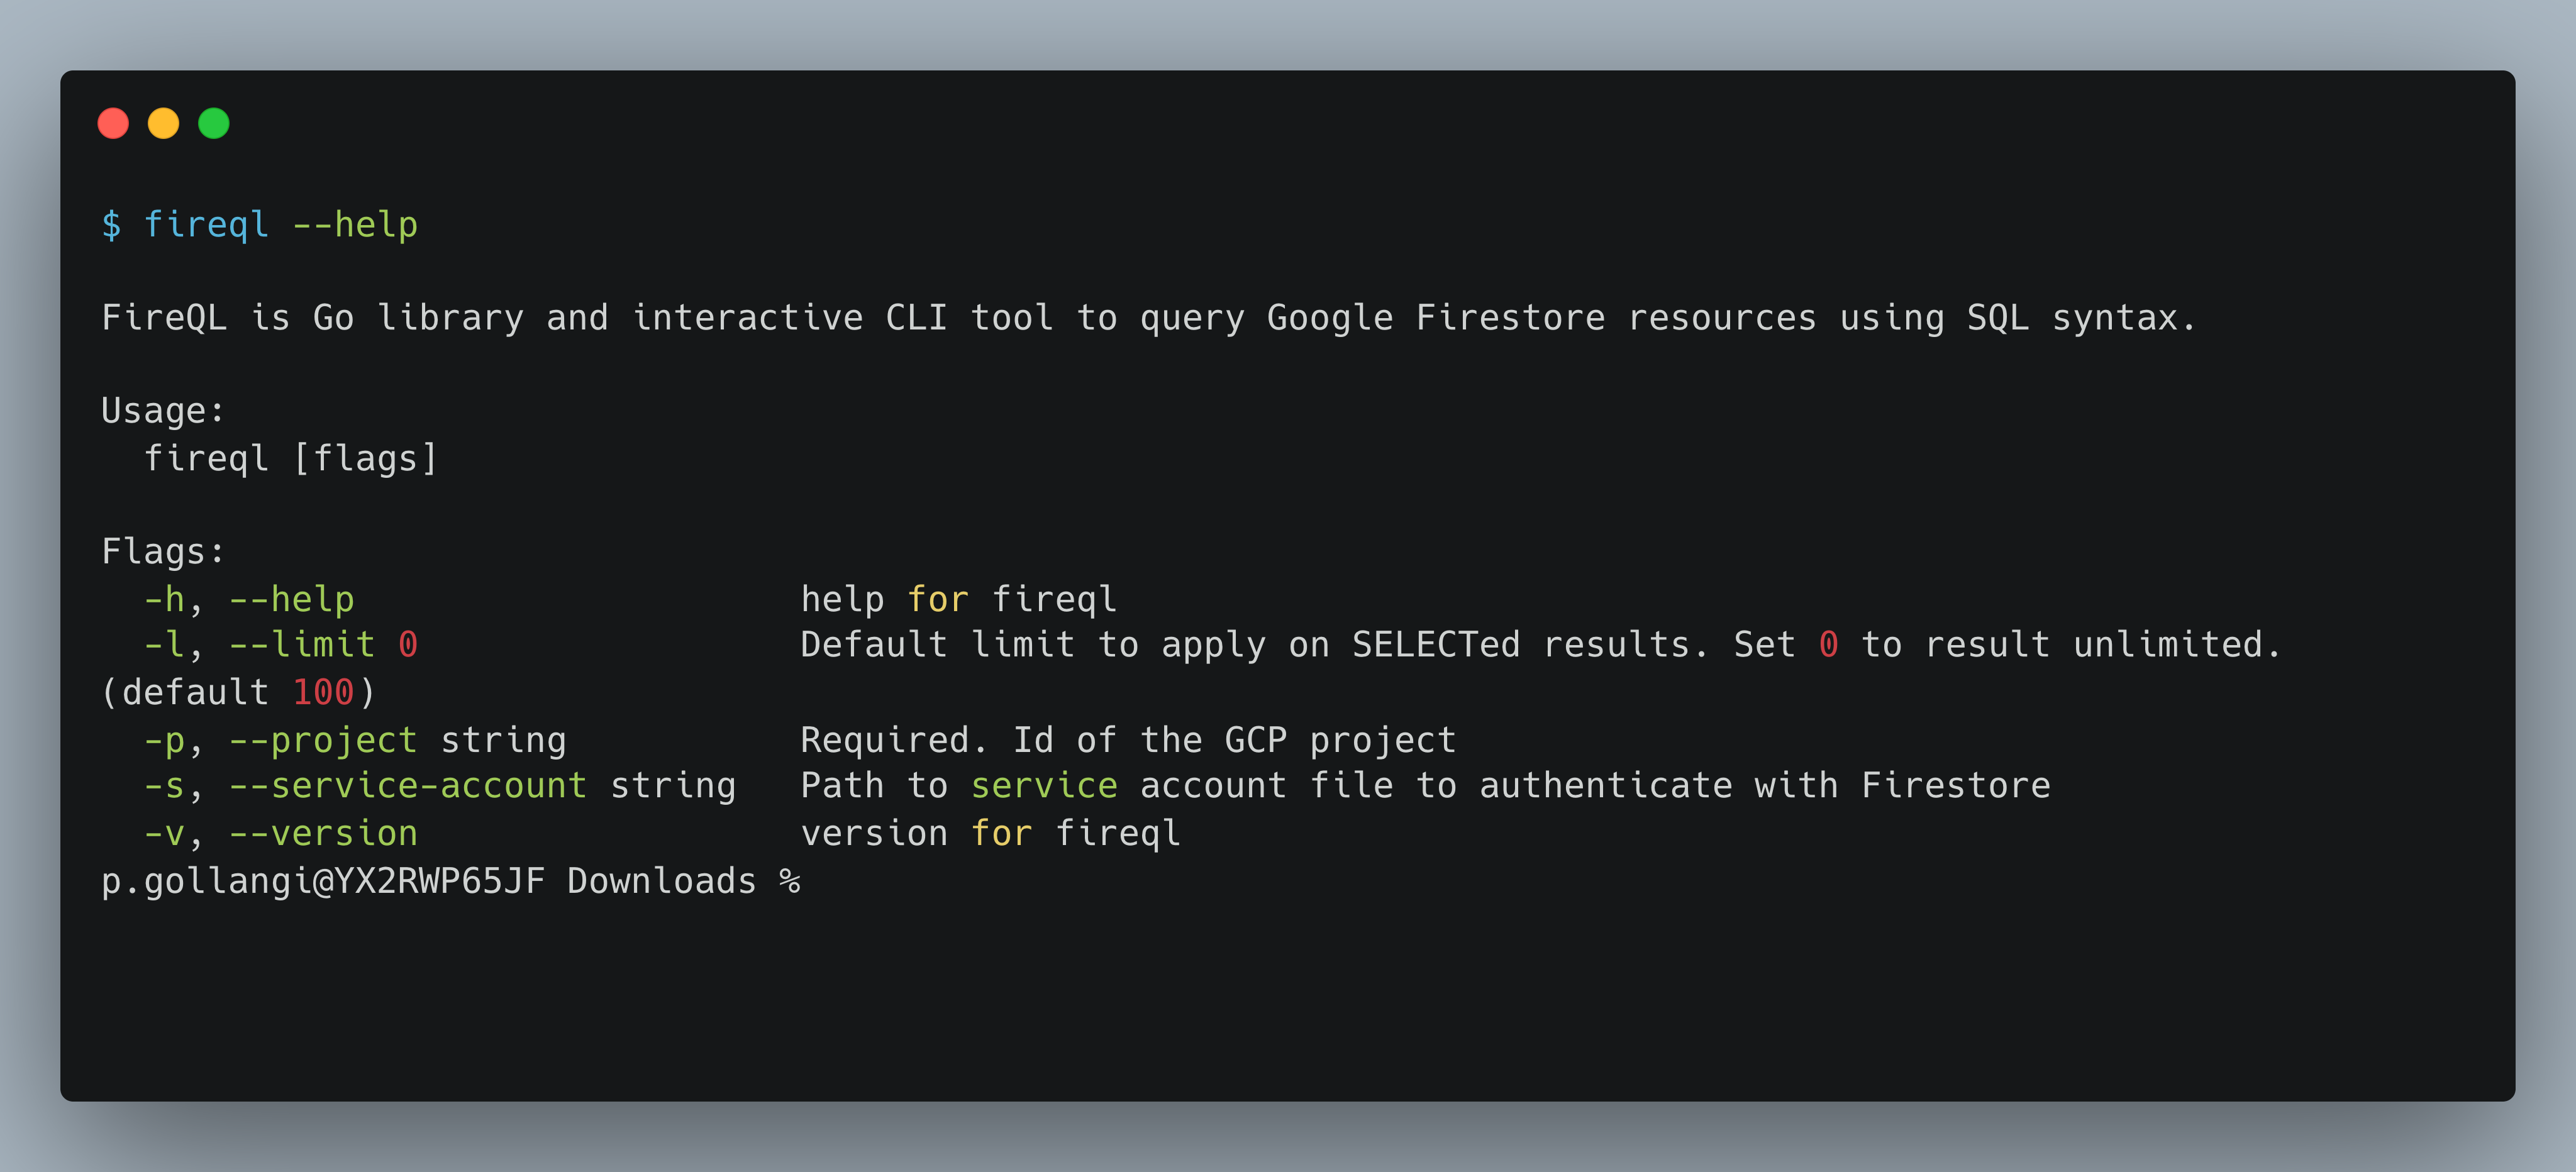 $ fireql --help
FireQL is Go library and interactive CLI tool to query Google Firestore resources using SQL syntax.
Usage:
  fireql [flags]
Flags:
  -h, --help                     help for fireql
  -l, --limit 0                  Default limit to apply on SELECTed results. Set 0 to result unlimited.
(default 100)
  -p, --project string           Required. Id of the GCP project
  -s, --service-account string   Path to service account file to authenticate with Firestore
  -v, --version                  version for fireql
p.gollangi@YX2RWP65JF Downloads %